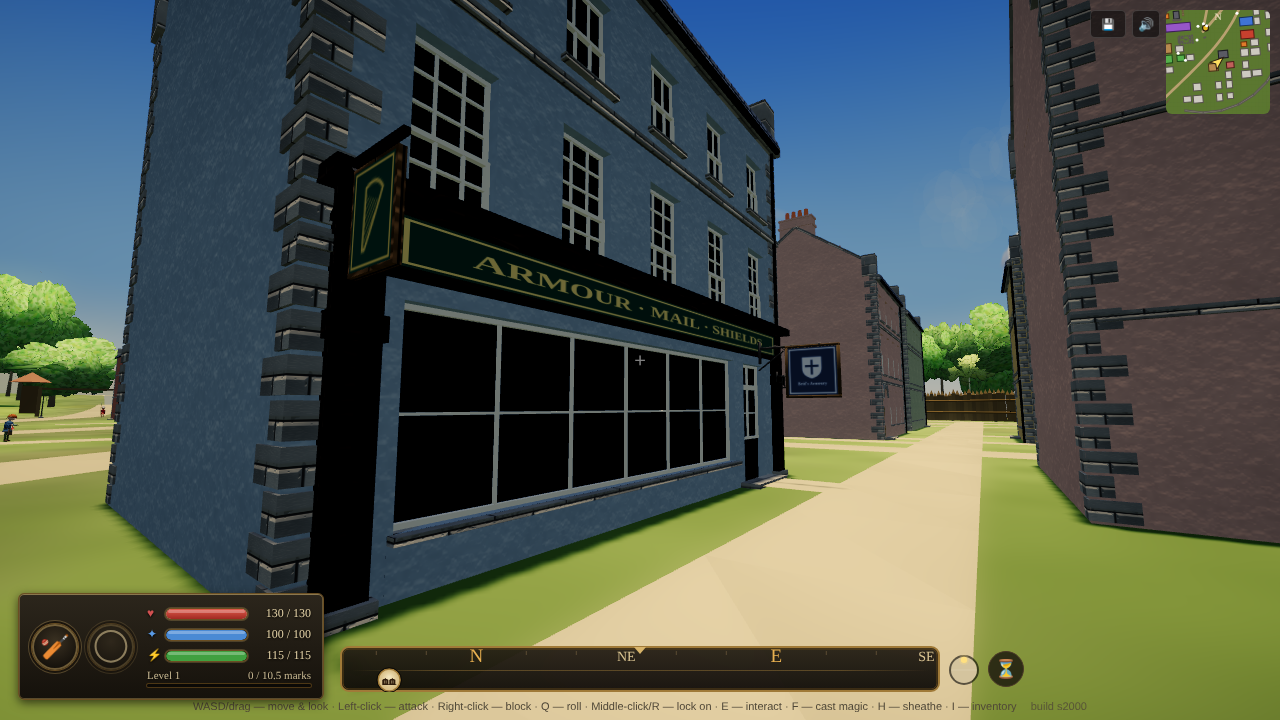 ARMOUR · MAIL · SHIELDS
130 / 130
100 / 100
115 / 115
Level 1 0 / 10.5 marks
N NE E SE
WASD/drag — move & look · Left-click — attack · Right-click — block · Q — roll · Middle-click/R — lock on · E — interact · F — cast magic · H — sheathe · I — inventory build s2000